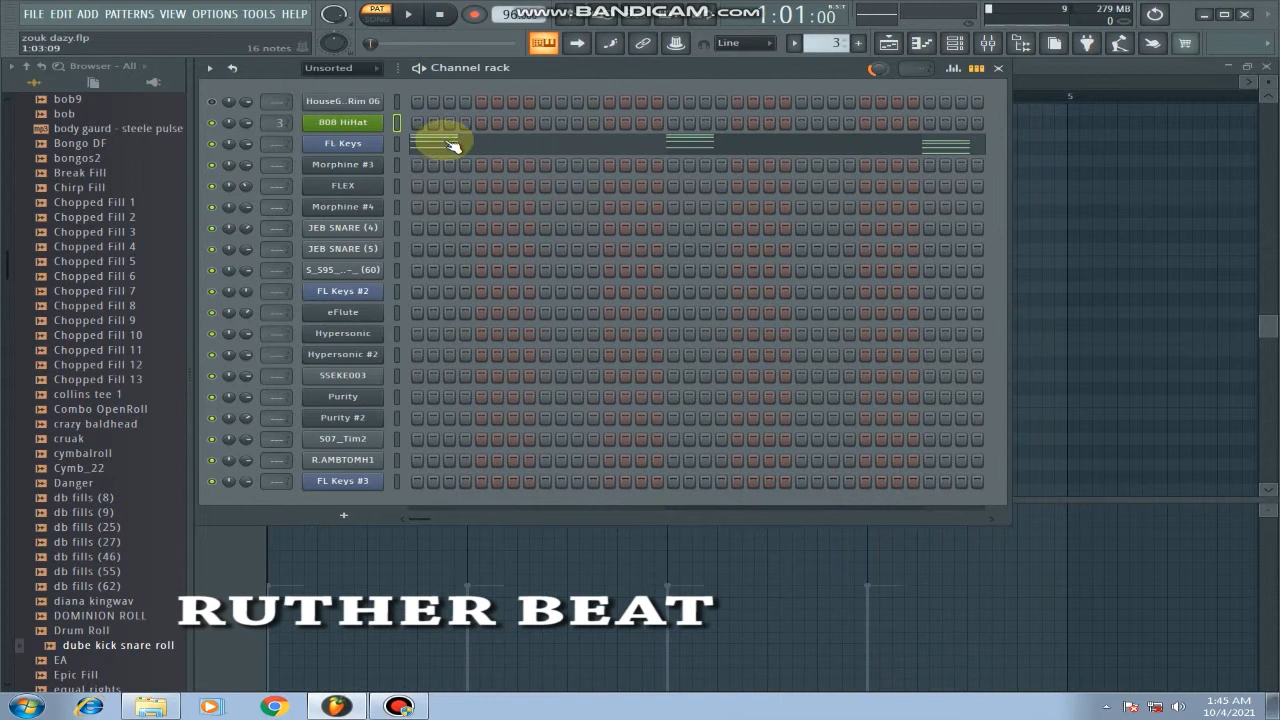 FILE EDIT ADD PATTERNS VIEW OPTIONS TOOLS HELP
PAT
SONG
96
www.BANDICAM.com
1:01:00
B:S:T
9
279 MB
0
zouk dazy.flp
1:03:09
16 notes
Line
3
Browser - All
Unsorted
Channel rack
5
bob9
bob
body gaurd - steele pulse
Bongo DF
bongos2
Break Fill
Chirp Fill
Chopped Fill 1
Chopped Fill 2
Chopped Fill 3
Chopped Fill 4
Chopped Fill 5
Chopped Fill 6
Chopped Fill 7
Chopped Fill 8
Chopped Fill 9
Chopped Fill 10
Chopped Fill 11
Chopped Fill 12
Chopped Fill 13
collins tee 1
Combo OpenRoll
crazy baldhead
cruak
cymbalroll
Cymb_22
Danger
db fills (8)
db fills (9)
db fills (25)
db fills (27)
db fills (46)
db fills (55)
db fills (62)
diana kingwav
DOMINION ROLL
Drum Roll
dube kick snare roll
EA
Epic Fill
equal rights
HouseG..Rim 06
3
808 HiHat
FL Keys
Morphine #3
FLEX
Morphine #4
JEB SNARE (4)
JEB SNARE (5)
S_S95_..-_ (60)
FL Keys #2
eFlute
Hypersonic
Hypersonic #2
SSEKE003
Purity
Purity #2
S07_Tim2
R.AMBTOMH1
FL Keys #3
+
RUTHER BEAT
1:45 AM
10/4/2021